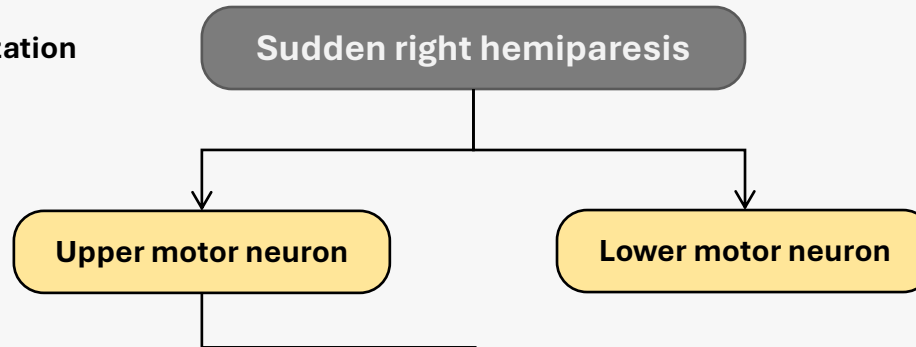 Sudden right hemiparesis
Upper motor neuron
Lower motor neuron